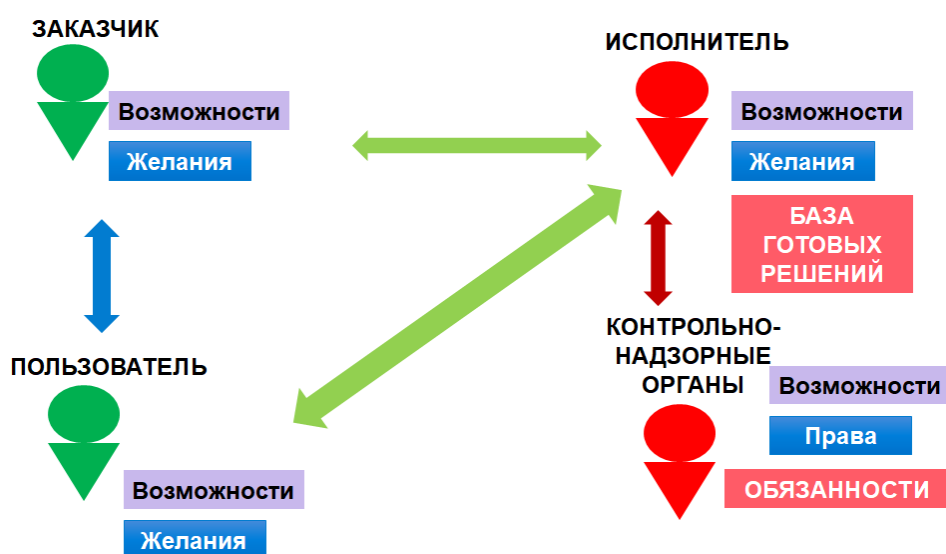 ЗАКАЗЧИК
Возможности
Желания
ИСПОЛНИТЕЛЬ
Возможности
Желания
БАЗА
ГОТОВЫХ
РЕШЕНИЙ
ПОЛЬЗОВАТЕЛЬ
Возможности
Желания
КОНТРОЛЬНО-
НАДЗОРНЫЕ
ОРГАНЫ
Возможности
Права
ОБЯЗАННОСТИ